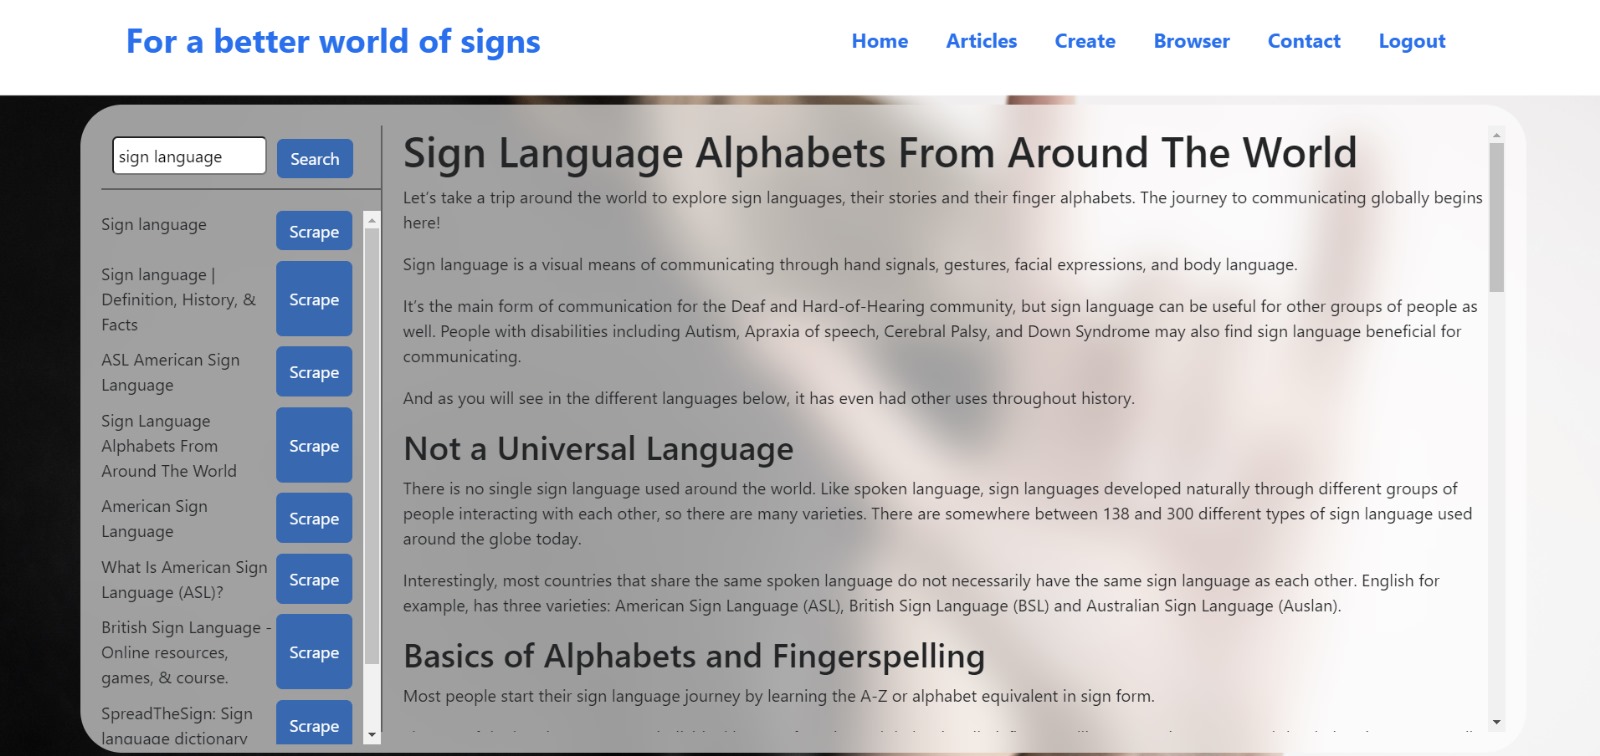 For a better world of signs
Home Articles Create Browser Contact Logout
sign language Search
Sign language Scrape
Sign language |
Definition, History, &
Facts
Scrape
ASL American Sign
Language
Scrape
Sign Language
Alphabets From
Around The World
Scrape
American Sign
Language
Scrape
What Is American Sign
Language (ASL)?
Scrape
British Sign Language -
Online resources,
games, & course.
Scrape
SpreadTheSign: Sign
language dictionary
Scrape
Sign Language Alphabets From Around The World
Let’s take a trip around the world to explore sign languages, their stories and their finger alphabets. The journey to communicating globally begins
here!
Sign language is a visual means of communicating through hand signals, gestures, facial expressions, and body language.
It’s the main form of communication for the Deaf and Hard-of-Hearing community, but sign language can be useful for other groups of people as
well. People with disabilities including Autism, Apraxia of speech, Cerebral Palsy, and Down Syndrome may also find sign language beneficial for
communicating.
And as you will see in the different languages below, it has even had other uses throughout history.
Not a Universal Language
There is no single sign language used around the world. Like spoken language, sign languages developed naturally through different groups of
people interacting with each other, so there are many varieties. There are somewhere between 138 and 300 different types of sign language used
around the globe today.
Interestingly, most countries that share the same spoken language do not necessarily have the same sign language as each other. English for
example, has three varieties: American Sign Language (ASL), British Sign Language (BSL) and Australian Sign Language (Auslan).
Basics of Alphabets and Fingerspelling
Most people start their sign language journey by learning the A-Z or alphabet equivalent in sign form.